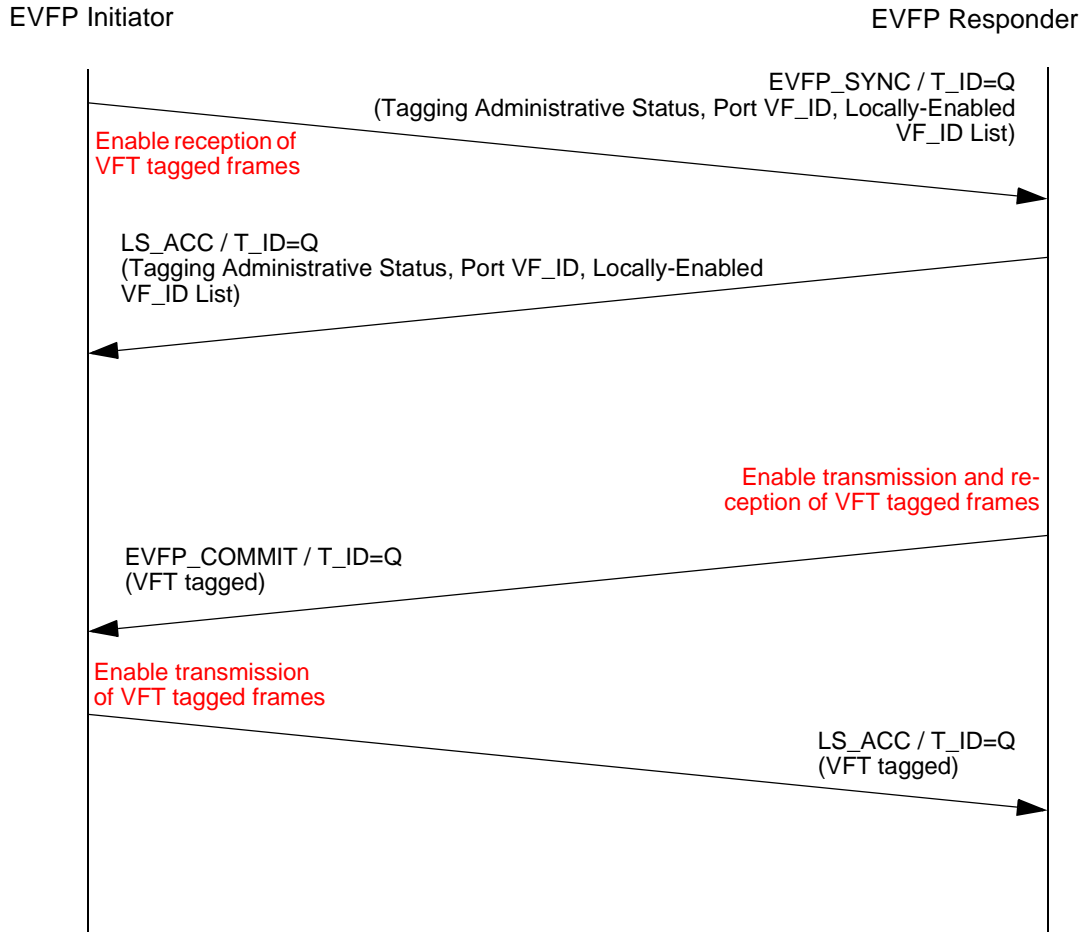 EVFP Initiator
EVFP Responder
EVFP_SYNC / T_ID=Q
(Tagging Administrative Status, Port VF_ID, Locally-Enabled
VF_ID List)
Enable reception of
VFT tagged frames
LS_ACC / T_ID=Q
(Tagging Administrative Status, Port VF_ID, Locally-Enabled
VF_ID List)
Enable transmission and re-
ception of VFT tagged frames
EVFP_COMMIT / T_ID=Q
(VFT tagged)
Enable transmission
of VFT tagged frames
LS_ACC / T_ID=Q
(VFT tagged)